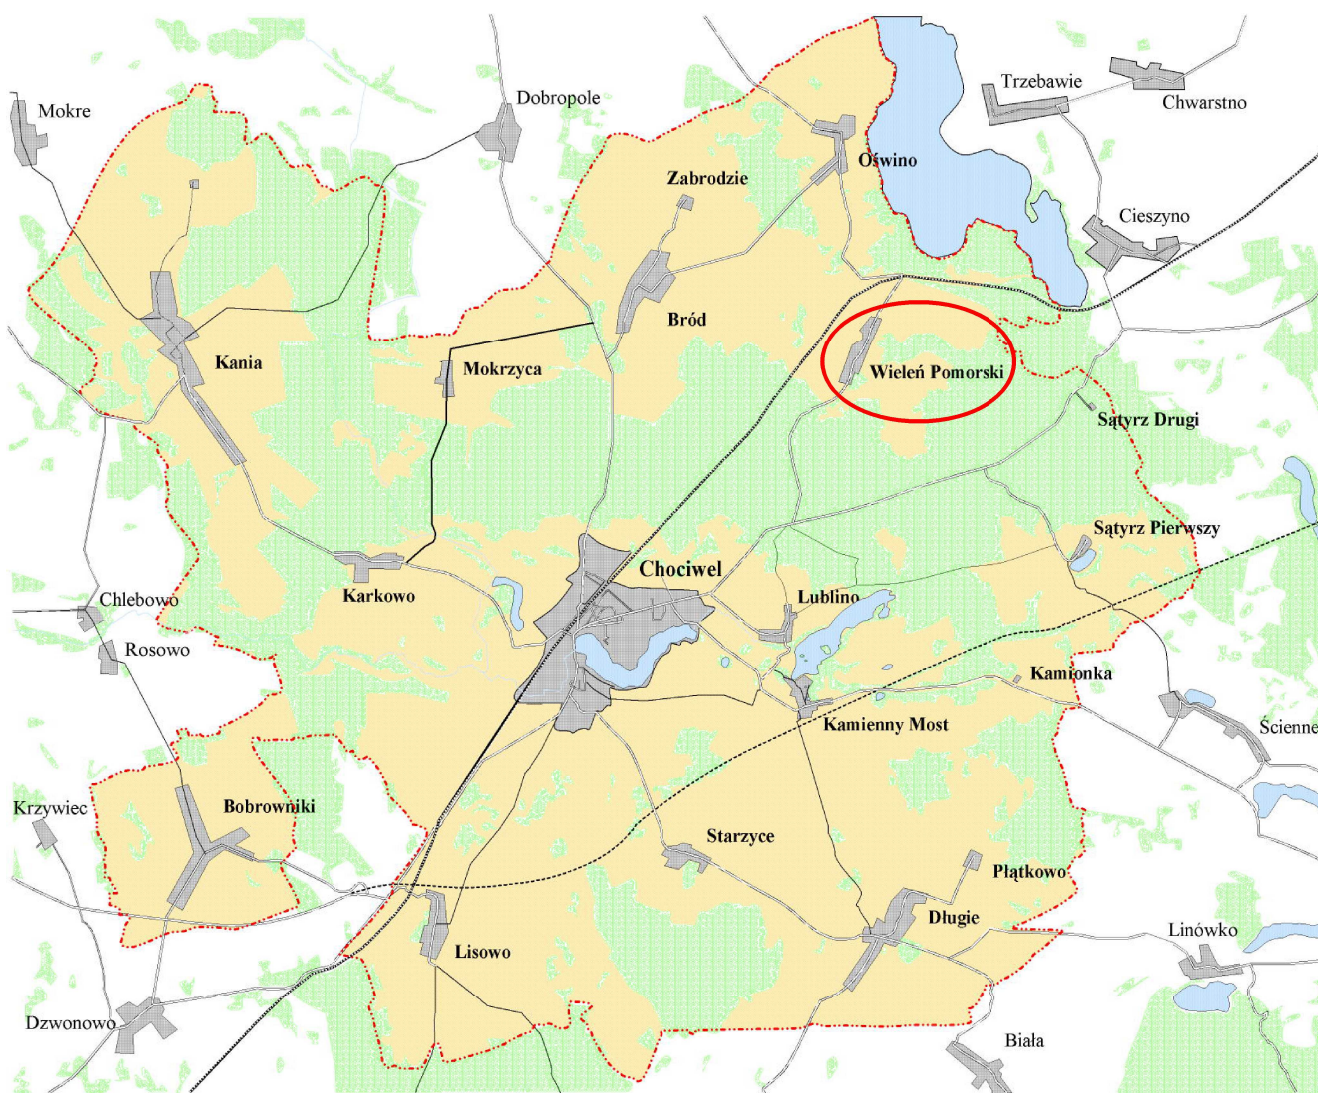 Trzebawie
Chwarstno
Mokre
Dobropole
Oświno
Zabrodzie
Cieszyno
Bród
Kania
Mokrzyca
Wieleń Pomorski
Sątyrz Drugi
Sątyrz Pierwszy
Chociwel
Karkowo
Chlebowo
Lublino
Rosowo
Kamionka
Kamienny Most
Ścienne
Krzywiec
Bobrowniki
Starzyce
Płątkowo
Długie
Linówko
Lisowo
Dzwonowo
Biała